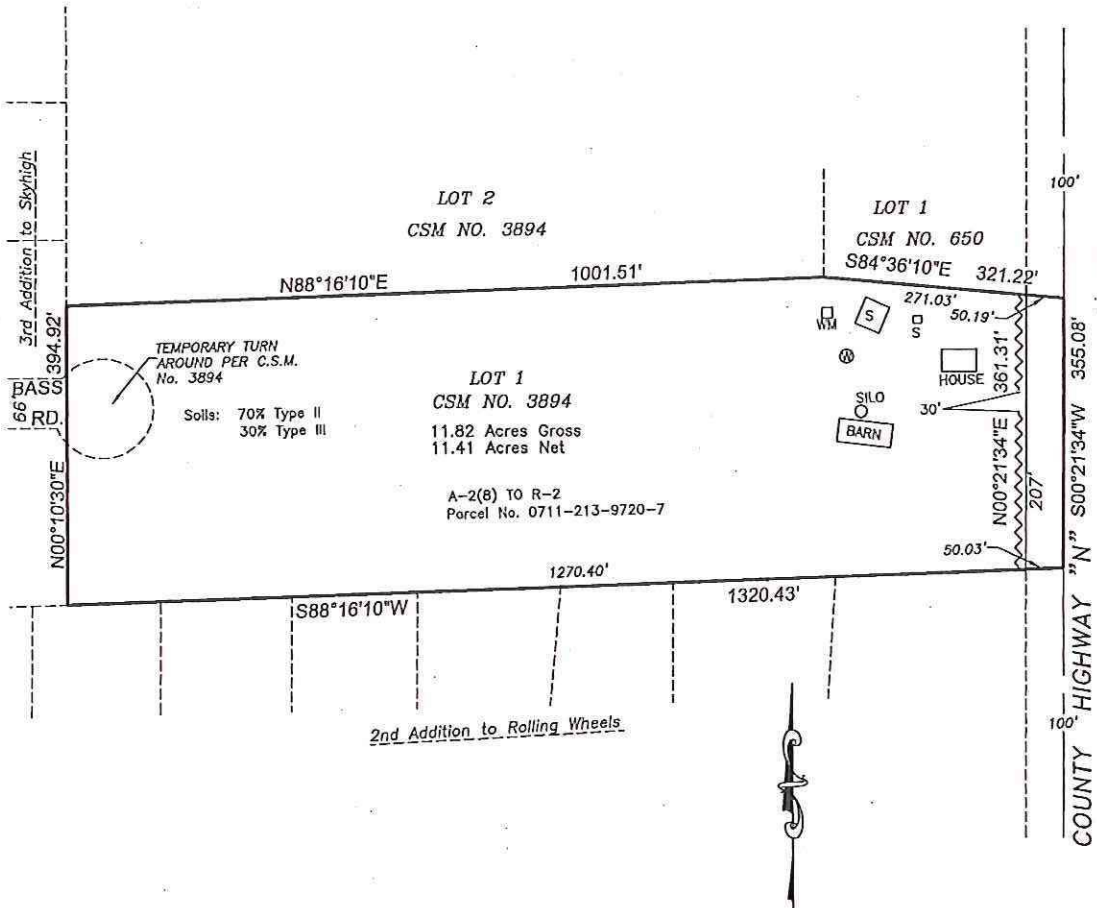 3rd Addition to Skyhigh
LOT 2
CSM NO. 3894
LOT 1
CSM NO. 650
100'
N88°16'10"E
1001.51'
S84°36'10"E
321.22'
271.03'
50.19'
394.92'
TEMPORARY TURN
AROUND PER C.S.M.
No. 3894
BASS
RD.
66'
N00°10'30"E
Soils: 70% Type II
30% Type III
LOT 1
CSM NO. 3894
11.82 Acres Gross
11.41 Acres Net
A-2(8) TO R-2
Parcel No. 0711-213-9720-7
WM
S
S
W
HOUSE
SILO
BARN
30'
361.31'
N00°21'34"E
355.08'
S00°21'34"W
207'
50.03'
1270.40'
1320.43'
S88°16'10"W
2nd Addition to Rolling Wheels
100'
COUNTY HIGHWAY "N"